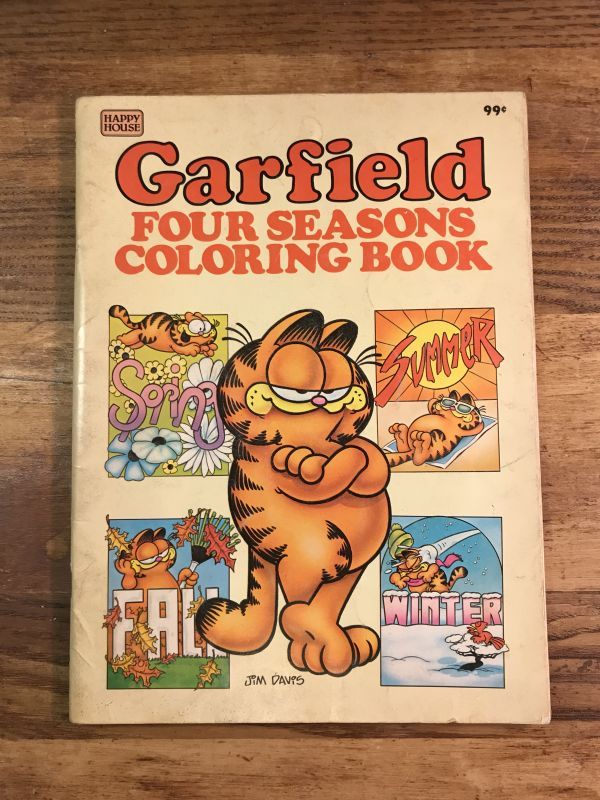 HAPPY
HOUSE
99¢
Garfield
FOUR SEASONS
COLORING BOOK
Spring
SUMMER
FALL
WINTER
JIM DAVIS